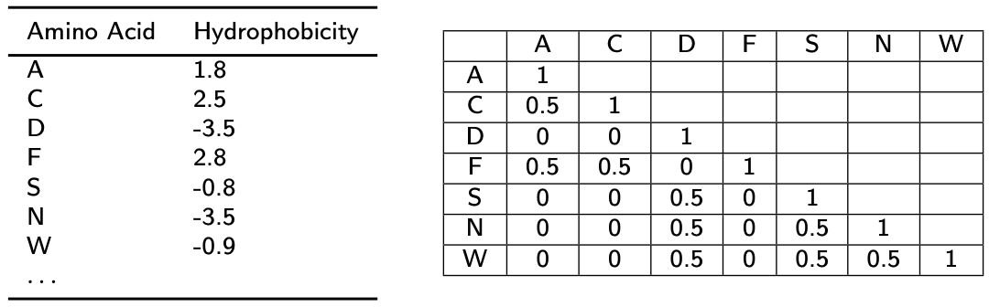 Amino Acid Hydrophobicity
A 1.8
C 2.5
D -3.5
F 2.8
S -0.8
N -3.5
W -0.9
...
A C D F S N W
A 1
C 0.5 1
D 0 0 1
F 0.5 0.5 0 1
S 0 0 0.5 0 1
N 0 0 0.5 0 0.5 1
W 0 0 0.5 0 0.5 0.5 1